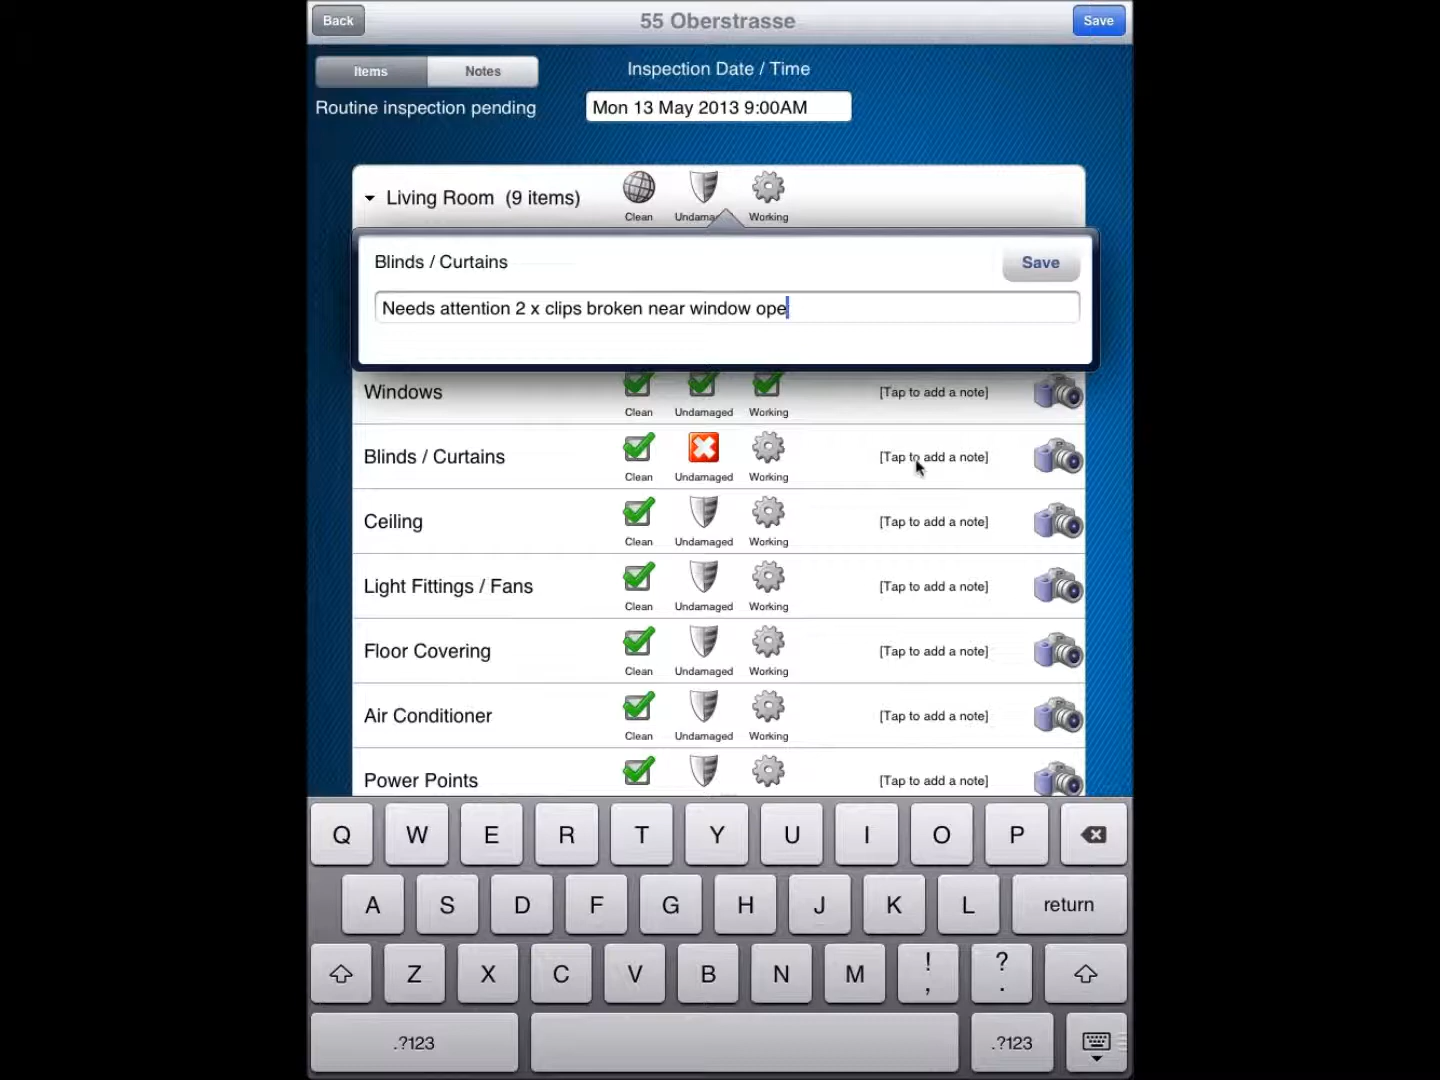 Back
55 Oberstrasse
Save
Items
Notes
Inspection Date / Time
Routine inspection pending
Mon 13 May 2013 9:00AM
Living Room (9 items)
Clean
Undama
Working
Blinds / Curtains
Save
Needs attention 2 x clips broken near window ope
Windows
Clean
Undamaged
Working
[Tap to add a note]
Blinds / Curtains
Clean
Undamaged
Working
[Tap to add a note]
Ceiling
Clean
Undamaged
Working
[Tap to add a note]
Light Fittings / Fans
Clean
Undamaged
Working
[Tap to add a note]
Floor Covering
Clean
Undamaged
Working
[Tap to add a note]
Air Conditioner
Clean
Undamaged
Working
[Tap to add a note]
Power Points
[Tap to add a note]
Q W E R T Y U I O P
A S D F G H J K L return
Z X C V B N M ! , ? .
.?123 .?123